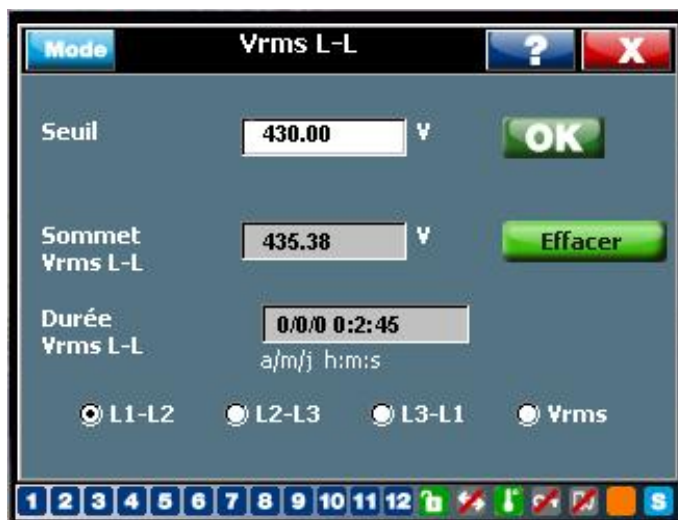 Mode Vrms L-L ? X
Seuil 430.00 V OK
Sommet
Vrms L-L 435.38 V Effacer
Durée
Vrms L-L 0/0/0 0:2:45
a/m/j h:m:s
L1-L2 L2-L3 L3-L1 Vrms
1 2 3 4 5 6 7 8 9 10 11 12 S